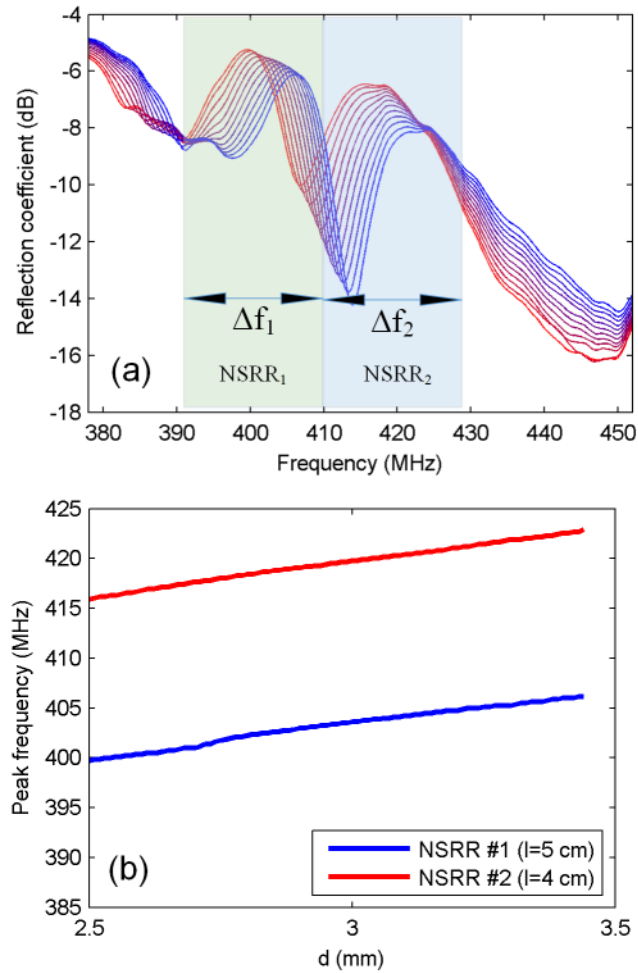 -4
-6
-8
-10
-12
-14
-16
-18
Reflection coefficient (dB)
Δf₁
Δf₂
(a)
NSRR₁
NSRR₂
380 390 400 410 420 430 440 450
Frequency (MHz)
425
420
415
410
405
400
395
390
385
Peak frequency (MHz)
(b)
NSRR #1 (l=5 cm)
NSRR #2 (l=4 cm)
2.5 3 3.5
d (mm)